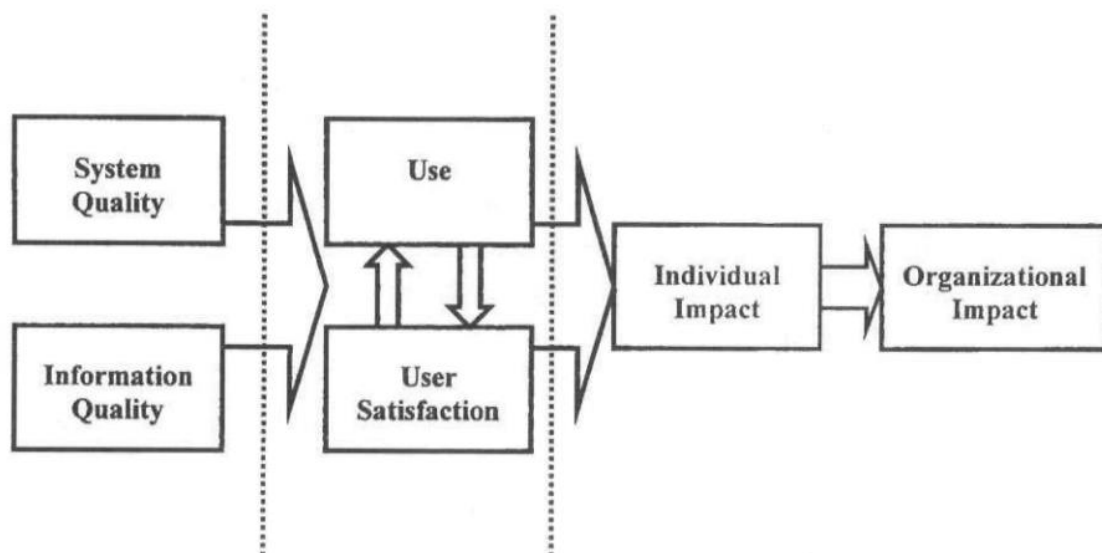 System
Quality
Use
Individual
Impact
Organizational
Impact
Information
Quality
User
Satisfaction